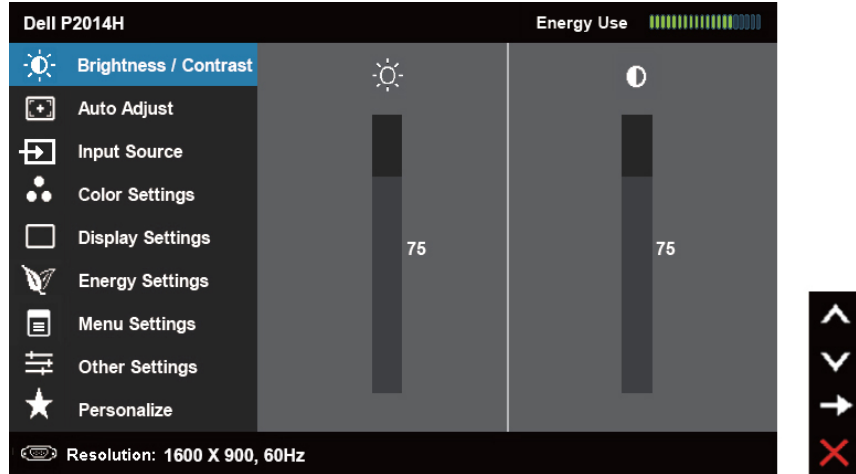 Dell P2014H
Energy Use
Brightness / Contrast
Auto Adjust
Input Source
Color Settings
Display Settings
Energy Settings
Menu Settings
Other Settings
Personalize
75
75
Resolution: 1600 X 900, 60Hz